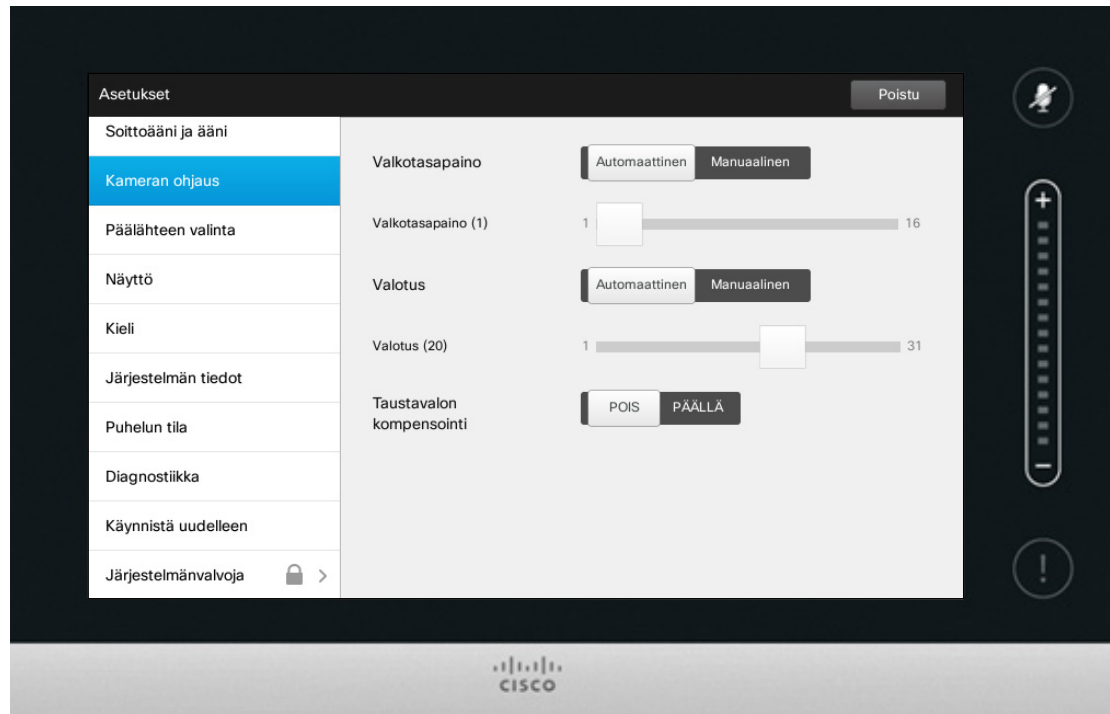 Asetukset
Poistu
Soittoääni ja ääni
Kameran ohjaus
Päälähteen valinta
Näyttö
Kieli
Järjestelmän tiedot
Puhelun tila
Diagnostiikka
Käynnistä uudelleen
Järjestelmänvalvoja
Valkotasapaino
Automaattinen Manuaalinen
Valkotasapaino (1)
1 16
Valotus
Automaattinen Manuaalinen
Valotus (20)
1 31
Taustavalon
kompensointi
POIS PÄÄLLÄ
+
−
!
CISCO